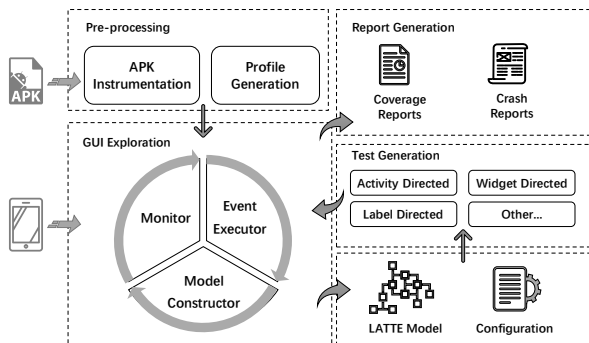 Pre-processing
APK
Instrumentation
Profile
Generation
APK
GUI Exploration
Monitor
Event
Executor
Model
Constructor
Report Generation
Coverage
Reports
Crash
Reports
Test Generation
Activity Directed
Widget Directed
Label Directed
Other...
LATTE Model
Configuration